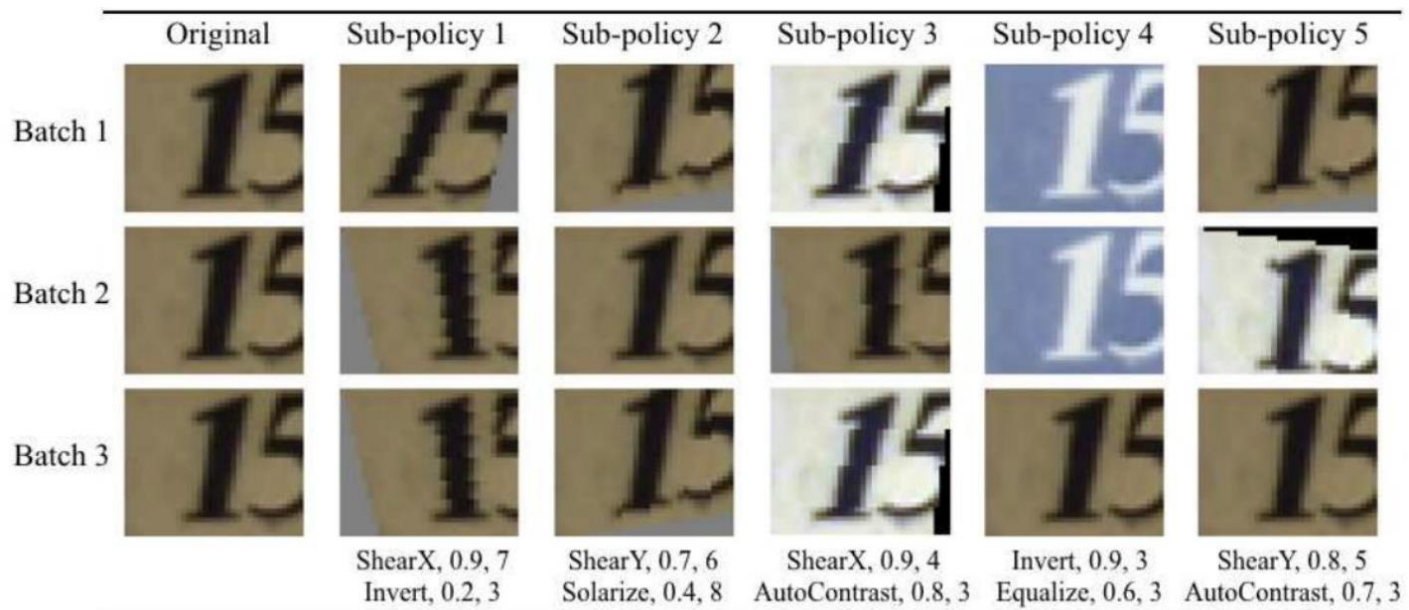 Original Sub-policy 1 Sub-policy 2 Sub-policy 3 Sub-policy 4 Sub-policy 5
Batch 1 15 15 15 15 15 15
Batch 2 15 15 15 15 15 15
Batch 3 15 15 15 15 15 15
ShearX, 0.9, 7 ShearY, 0.7, 6 ShearX, 0.9, 4 Invert, 0.9, 3 ShearY, 0.8, 5
Invert, 0.2, 3 Solarize, 0.4, 8 AutoContrast, 0.8, 3 Equalize, 0.6, 3 AutoContrast, 0.7, 3